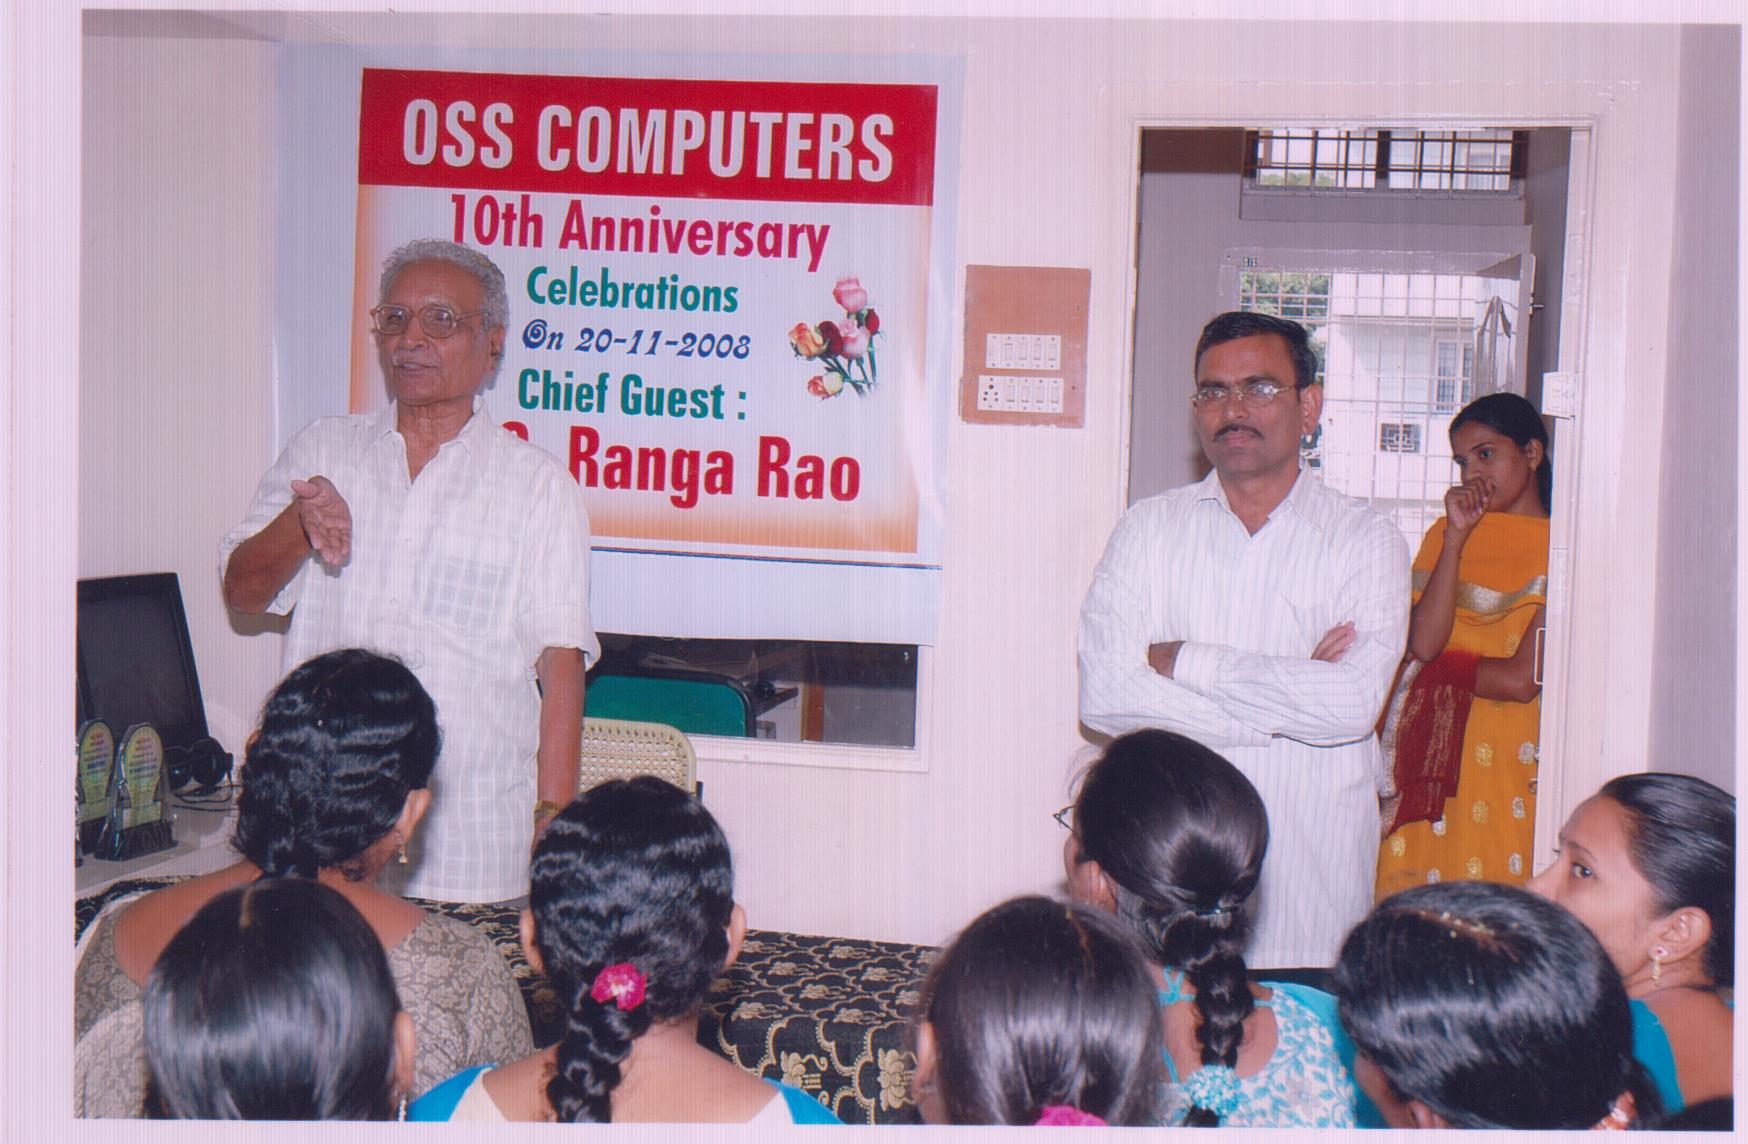 OSS COMPUTERS
10th Anniversary
Celebrations
On 20-11-2008
Chief Guest :
Ranga Rao